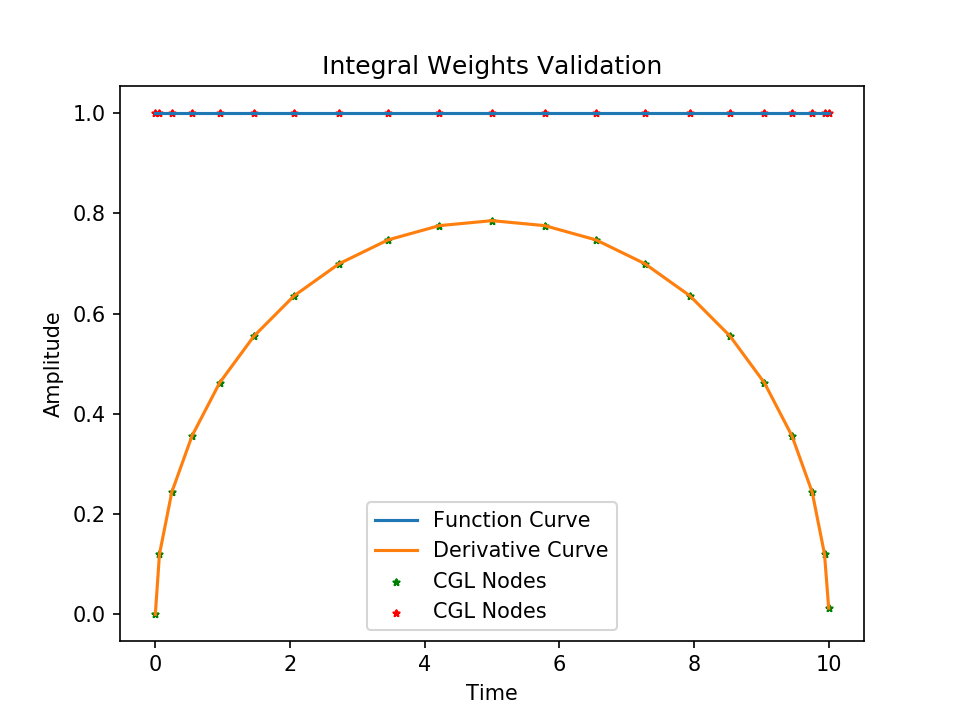 Integral Weights Validation
Amplitude
1.0
0.8
0.6
0.4
0.2
0.0
Function Curve
Derivative Curve
CGL Nodes
CGL Nodes
0 2 4 6 8 10
Time